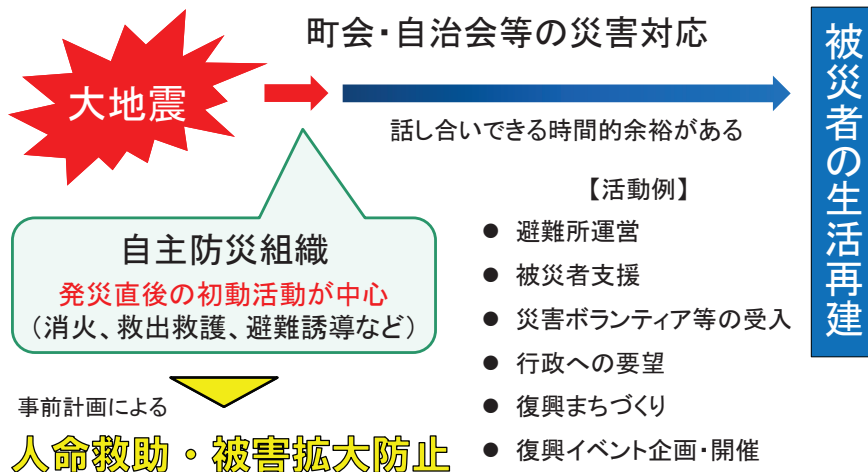 町会・自治会等の災害対応
大地震
話し合いできる時間的余裕がある
被災者の生活再建
自主防災組織
発災直後の初動活動が中心
（消火、救出救護、避難誘導など）
事前計画による
人命救助・被害拡大防止
【活動例】
● 避難所運営
● 被災者支援
● 災害ボランティア等の受入
● 行政への要望
● 復興まちづくり
● 復興イベント企画・開催